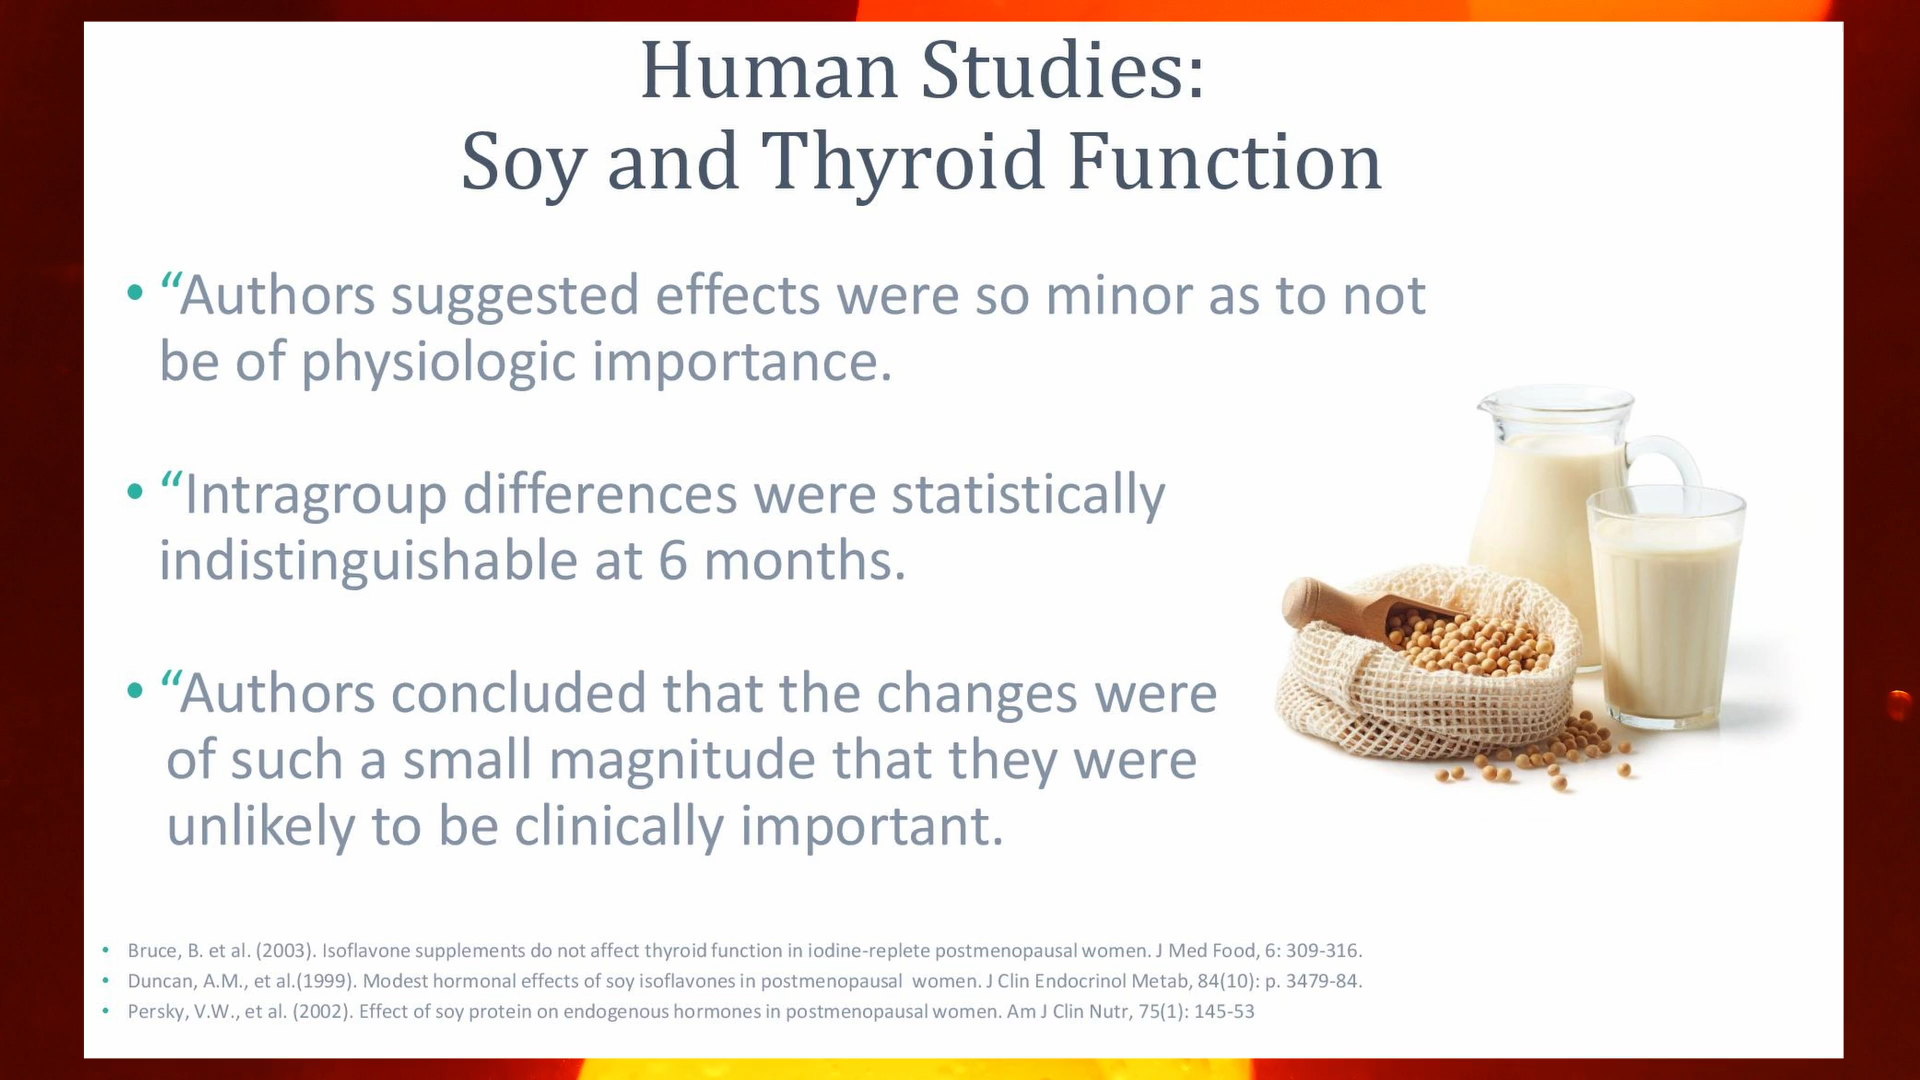 Human Studies:
Soy and Thyroid Function
• “Authors suggested effects were so minor as to not
be of physiologic importance.
• “Intragroup differences were statistically
indistinguishable at 6 months.
• “Authors concluded that the changes were
of such a small magnitude that they were
unlikely to be clinically important.
• Bruce, B. et al. (2003). Isoflavone supplements do not affect thyroid function in iodine-replete postmenopausal women. J Med Food, 6: 309-316.
• Duncan, A.M., et al.(1999). Modest hormonal effects of soy isoflavones in postmenopausal women. J Clin Endocrinol Metab, 84(10): p. 3479-84.
• Persky, V.W., et al. (2002). Effect of soy protein on endogenous hormones in postmenopausal women. Am J Clin Nutr, 75(1): 145-53